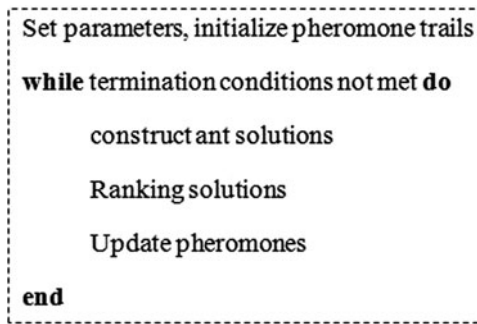 Set parameters, initialize pheromone trails
while termination conditions not met do
construct ant solutions
Ranking solutions
Update pheromones
end